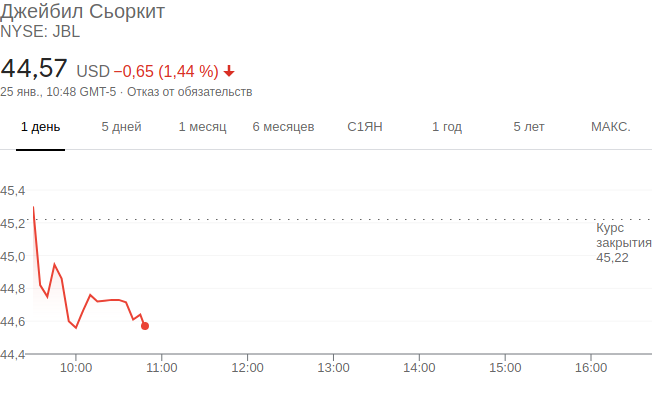 Джейбил Сьоркит
NYSE: JBL
44,57 USD −0,65 (1,44 %)
25 янв., 10:48 GMT-5 · Отказ от обязательств
1 день 5 дней 1 месяц 6 месяцев С1ЯН 1 год 5 лет МАКС.
45,4
45,2
45,0
44,8
44,6
44,4
Курс
закрытия
45,22
10:00 11:00 12:00 13:00 14:00 15:00 16:00